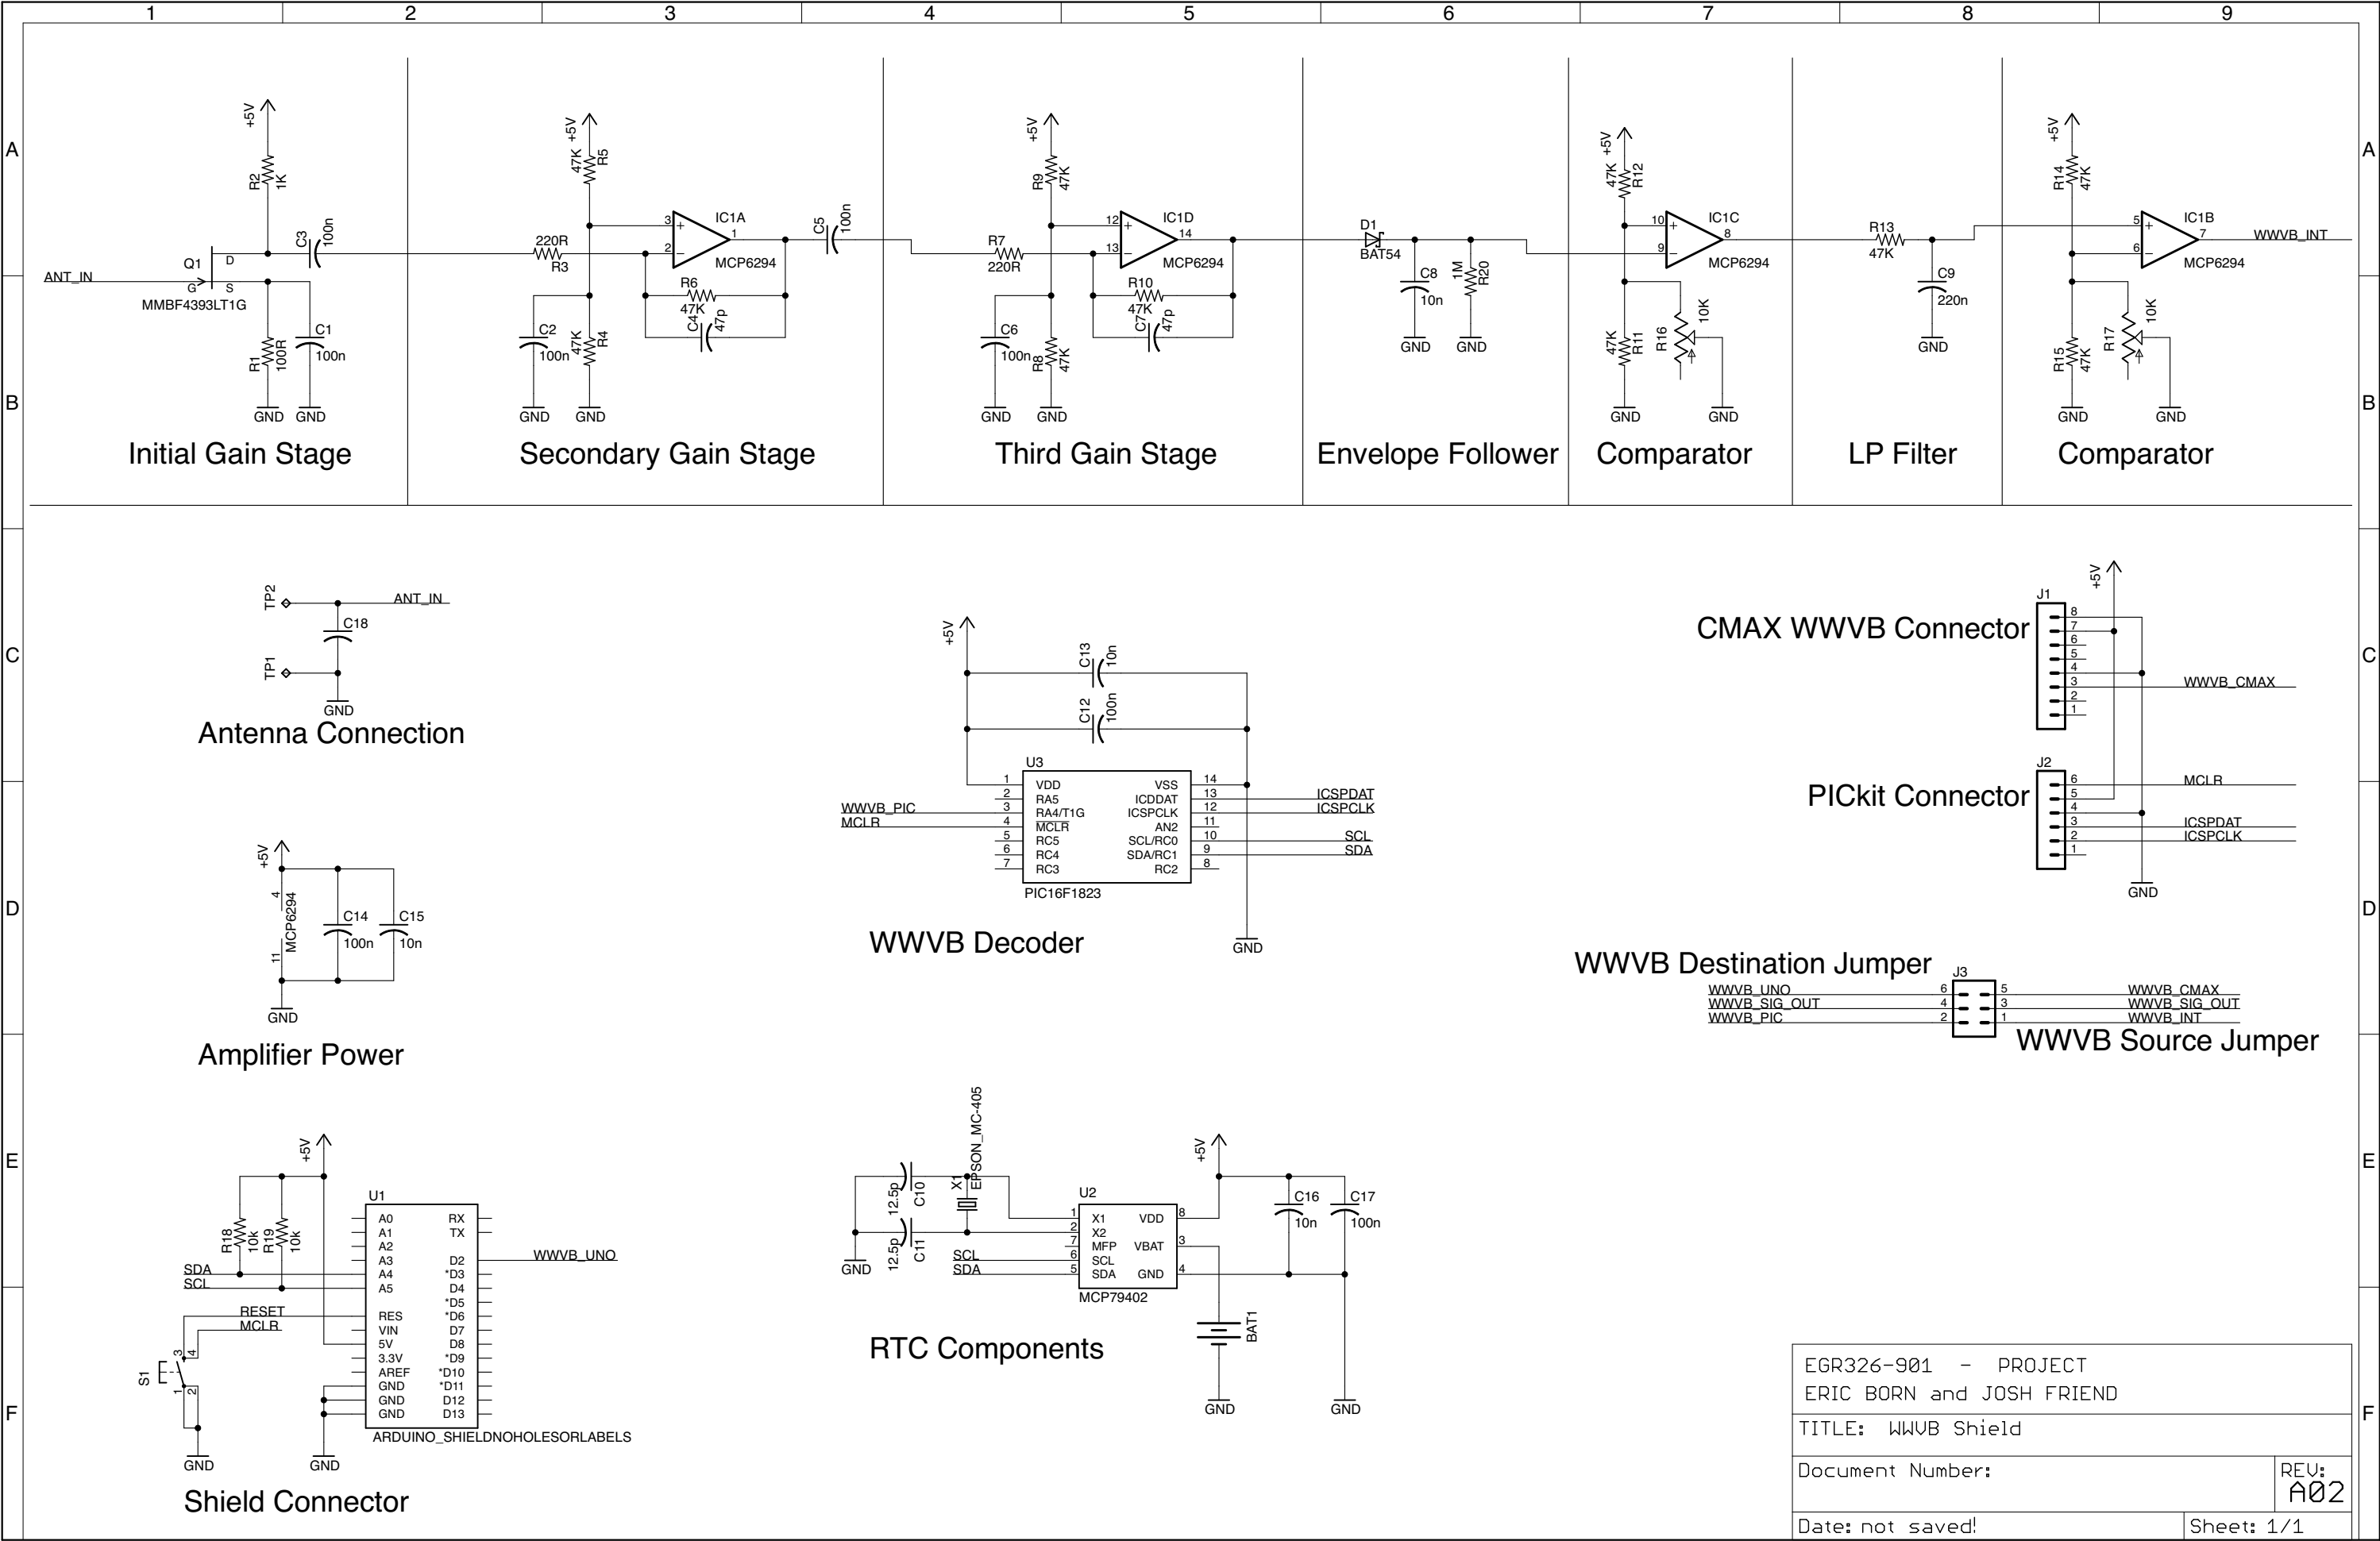 1 2 3 4 5 6 7 8 9
A
B
C
D
E
F
A
B
C
D
E
F
+5V
R2
1K
C3
100n
Q1
D
G
S
ANT_IN
MMBF4393LT1G
R1
100R
C1
100n
GND GND
Initial Gain Stage
+5V
47K
R5
220R
R3
3
2
1
IC1A
MCP6294
C5
100n
R6
47K
C4
47p
C2
100n
47K
R4
GND GND
Secondary Gain Stage
+5V
R9
47K
R7
220R
12
13
14
IC1D
MCP6294
R10
47K
C7
47p
C6
100n
R8
47K
GND GND
Third Gain Stage
D1
BAT54
C8
10n
1M
R20
GND GND
Envelope Follower
+5V
47K
R12
10
9
8
IC1C
MCP6294
47K
R11
R16
10K
GND GND
Comparator
R13
47K
C9
220n
GND
LP Filter
+5V
R14
47K
5
6
7
IC1B
MCP6294
WWVB_INT
R15
47K
R17
10K
GND GND
Comparator
TP2
ANT_IN
C18
TP1
GND
Antenna Connection
+5V
4
MCP6294
11
C14
100n
C15
10n
GND
Amplifier Power
+5V
C13
10n
C12
100n
U3
1 VDD VSS 14
2 RA5 ICDDAT 13 ICSPDAT
WWVB_PIC 3 RA4/T1G ICSPCLK 12 ICSPCLK
MCLR 4 MCLR AN2 11
5 RC5 SCL/RC0 10 SCL
6 RC4 SDA/RC1 9 SDA
7 RC3 RC2 8
PIC16F1823
GND
WWVB Decoder
+5V
CMAX WWVB Connector
J1
8
7
6
5
4
3 WWVB_CMAX
2
1
PICkit Connector
J2
6 MCLR
5
4
3 ICSPDAT
2 ICSPCLK
1
GND
WWVB Destination Jumper
J3
WWVB_UNO 6 5 WWVB_CMAX
WWVB_SIG_OUT 4 3 WWVB_SIG_OUT
WWVB_PIC 2 1 WWVB_INT
WWVB Source Jumper
+5V
R18
10k
R19
10k
U1
A0 RX
A1 TX
A2
A3 D2 WWVB_UNO
SDA A4 *D3
SCL A5 D4
*D5
RESET RES *D6
MCLR VIN D7
5V D8
3.3V *D9
AREF *D10
GND *D11
GND D12
GND D13
S1
3
4
1
2
ARDUINO_SHIELDNOHOLESORLABELS
GND GND
Shield Connector
12.5p
C10
X1
EPSON_MC-405
12.5p
C11
GND
U2
1 X1 VDD 8
2 X2
7 MFP VBAT 3
SCL 6 SCL
SDA 5 SDA GND 4
MCP79402
+5V
C16
10n
C17
100n
BAT1
GND GND
RTC Components
EGR326-901 - PROJECT
ERIC BORN and JOSH FRIEND
TITLE: WWVB Shield
Document Number:
REV:
A02
Date: not saved!
Sheet: 1/1